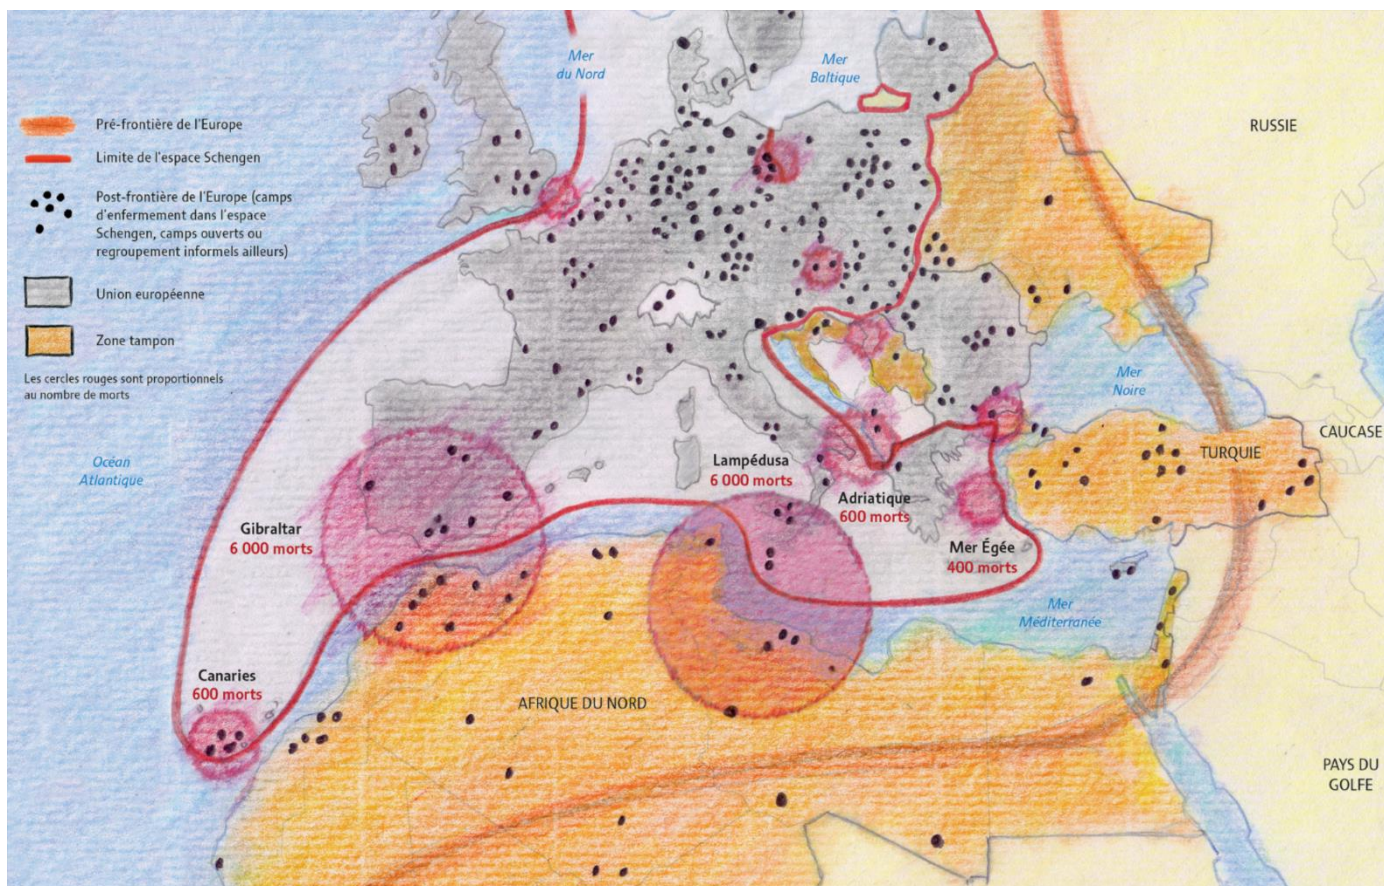 Mer
du Nord
Mer
Baltique
RUSSIE
Pré-frontière de l'Europe
Limite de l'espace Schengen
Post-frontière de l'Europe (camps
d'enfermement dans l'espace
Schengen, camps ouverts ou
regroupement informels ailleurs)
Union européenne
Zone tampon
Les cercles rouges sont proportionnels
au nombre de morts
Mer
Noire
CAUCASE
TURQUIE
Océan
Atlantique
Lampédusa
6 000 morts
Adriatique
600 morts
Gibraltar
6 000 morts
Mer Égée
400 morts
Mer
Méditerranée
Canaries
600 morts
AFRIQUE DU NORD
PAYS DU
GOLFE